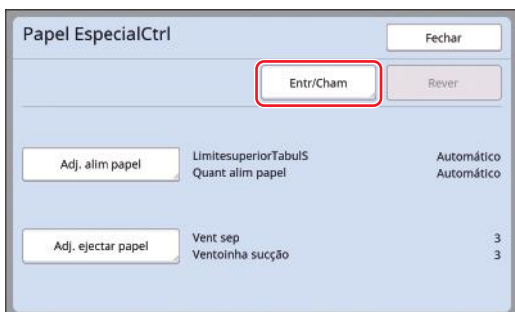 Papel EspecialCtrl
Fechar
Entr/Cham
Rever
Adj. alim papel
LimitesuperiorTabulS Automático
Quant alim papel Automático
Adj. ejectar papel
Vent sep 3
Ventoinha sucção 3